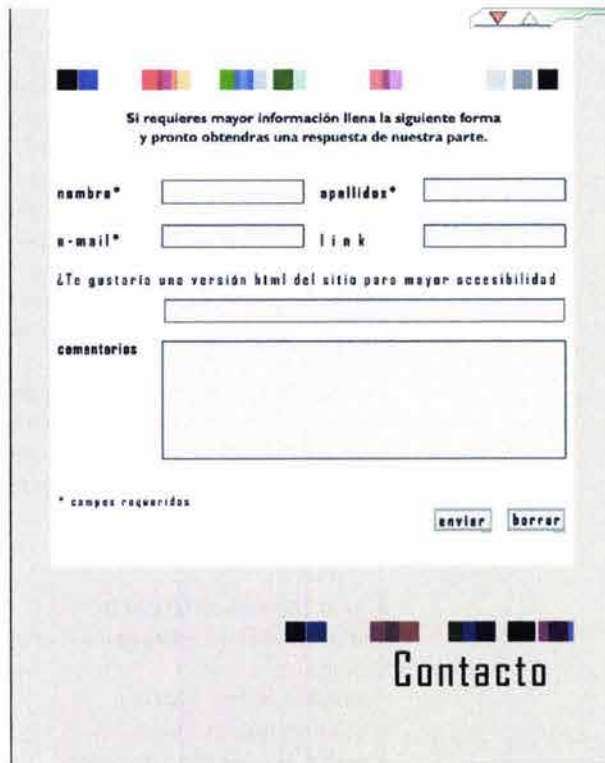 Si requieres mayor información llena la siguiente forma
y pronto obtendras una respuesta de nuestra parte.
nombre* apellidos*
e-mail* link
¿Te gustaría una versión html del sitio para mayor accesibilidad
comentarios
* campos requeridos
enviar borrar
Contacto